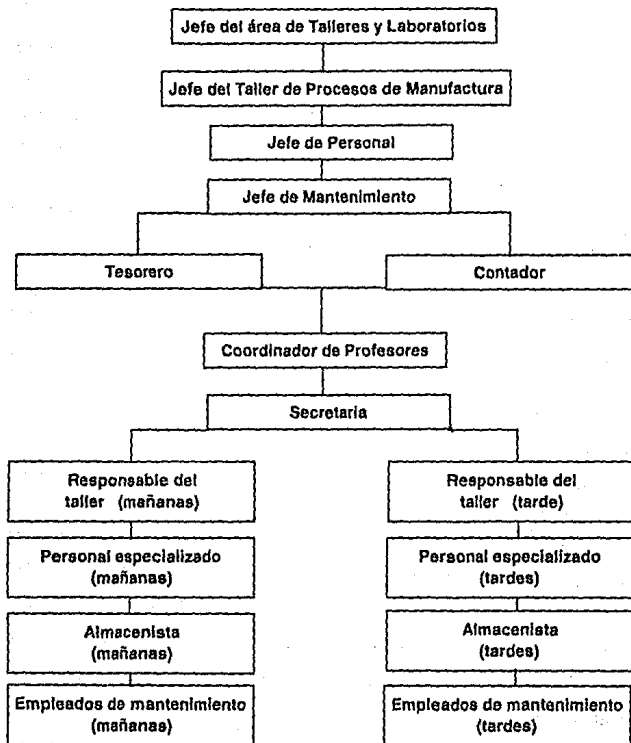 Jefe del área de Talleres y Laboratorios
Jefe del Taller de Procesos de Manufactura
Jefe de Personal
Jefe de Mantenimiento
Tesorero
Contador
Coordinador de Profesores
Secretaria
Responsable del
taller (mañanas)
Responsable del
taller (tarde)
Personal especializado
(mañanas)
Personal especializado
(tardes)
Almacenista
(mañanas)
Almacenista
(tardes)
Empleados de mantenimiento
(mañanas)
Empleados de mantenimiento
(tardes)